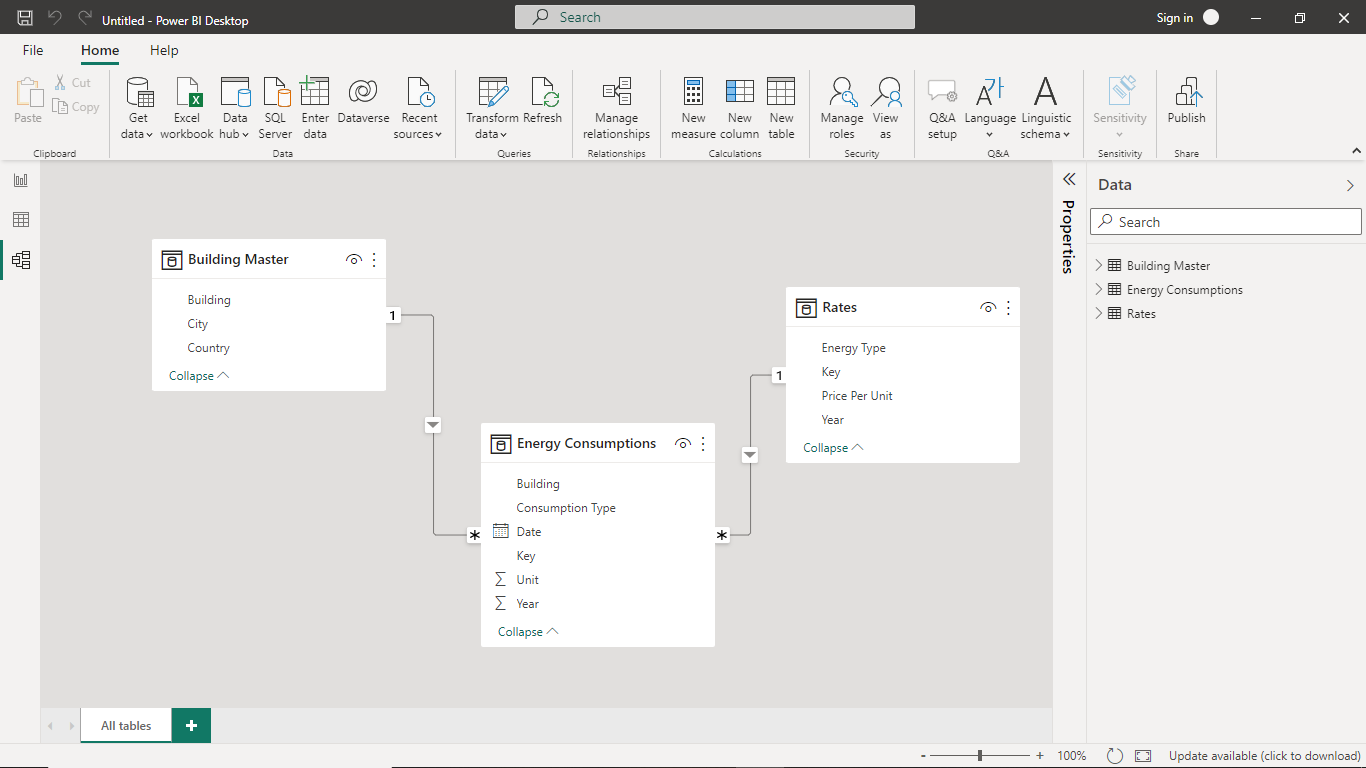 Untitled - Power BI Desktop
Search
Sign in
File Home Help
Paste
Cut
Copy
Clipboard
Get data
Excel workbook
Data hub
SQL Server
Enter data
Dataverse
Recent sources
Data
Transform data
Refresh
Queries
Manage relationships
Relationships
New measure
New column
New table
Calculations
Manage roles
View as
Security
Q&A setup
Language
Linguistic schema
Q&A
Sensitivity
Sensitivity
Publish
Share
Building Master
Building
City
Country
Collapse
1
*
Energy Consumptions
Building
Consumption Type
Date
Key
Unit
Year
Collapse
*
1
Rates
Energy Type
Key
Price Per Unit
Year
Collapse
Properties
Data
Search
Building Master
Energy Consumptions
Rates
All tables
+
- + 100%
Update available (click to download)